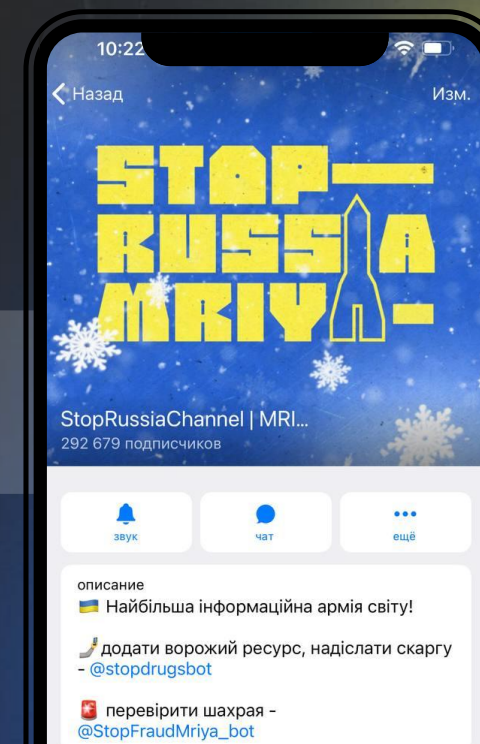 10:22
Назад
Изм.
STOP
RUSSIA
MRIYA
StopRussiaChannel | MRI...
292 679 подписчиков
звук
чат
ещё
описание
Найбільша інформаційна армія світу!
додати ворожий ресурс, надіслати скаргу
- @stopdrugsbot
перевірити шахрая -
@StopFraudMriya_bot